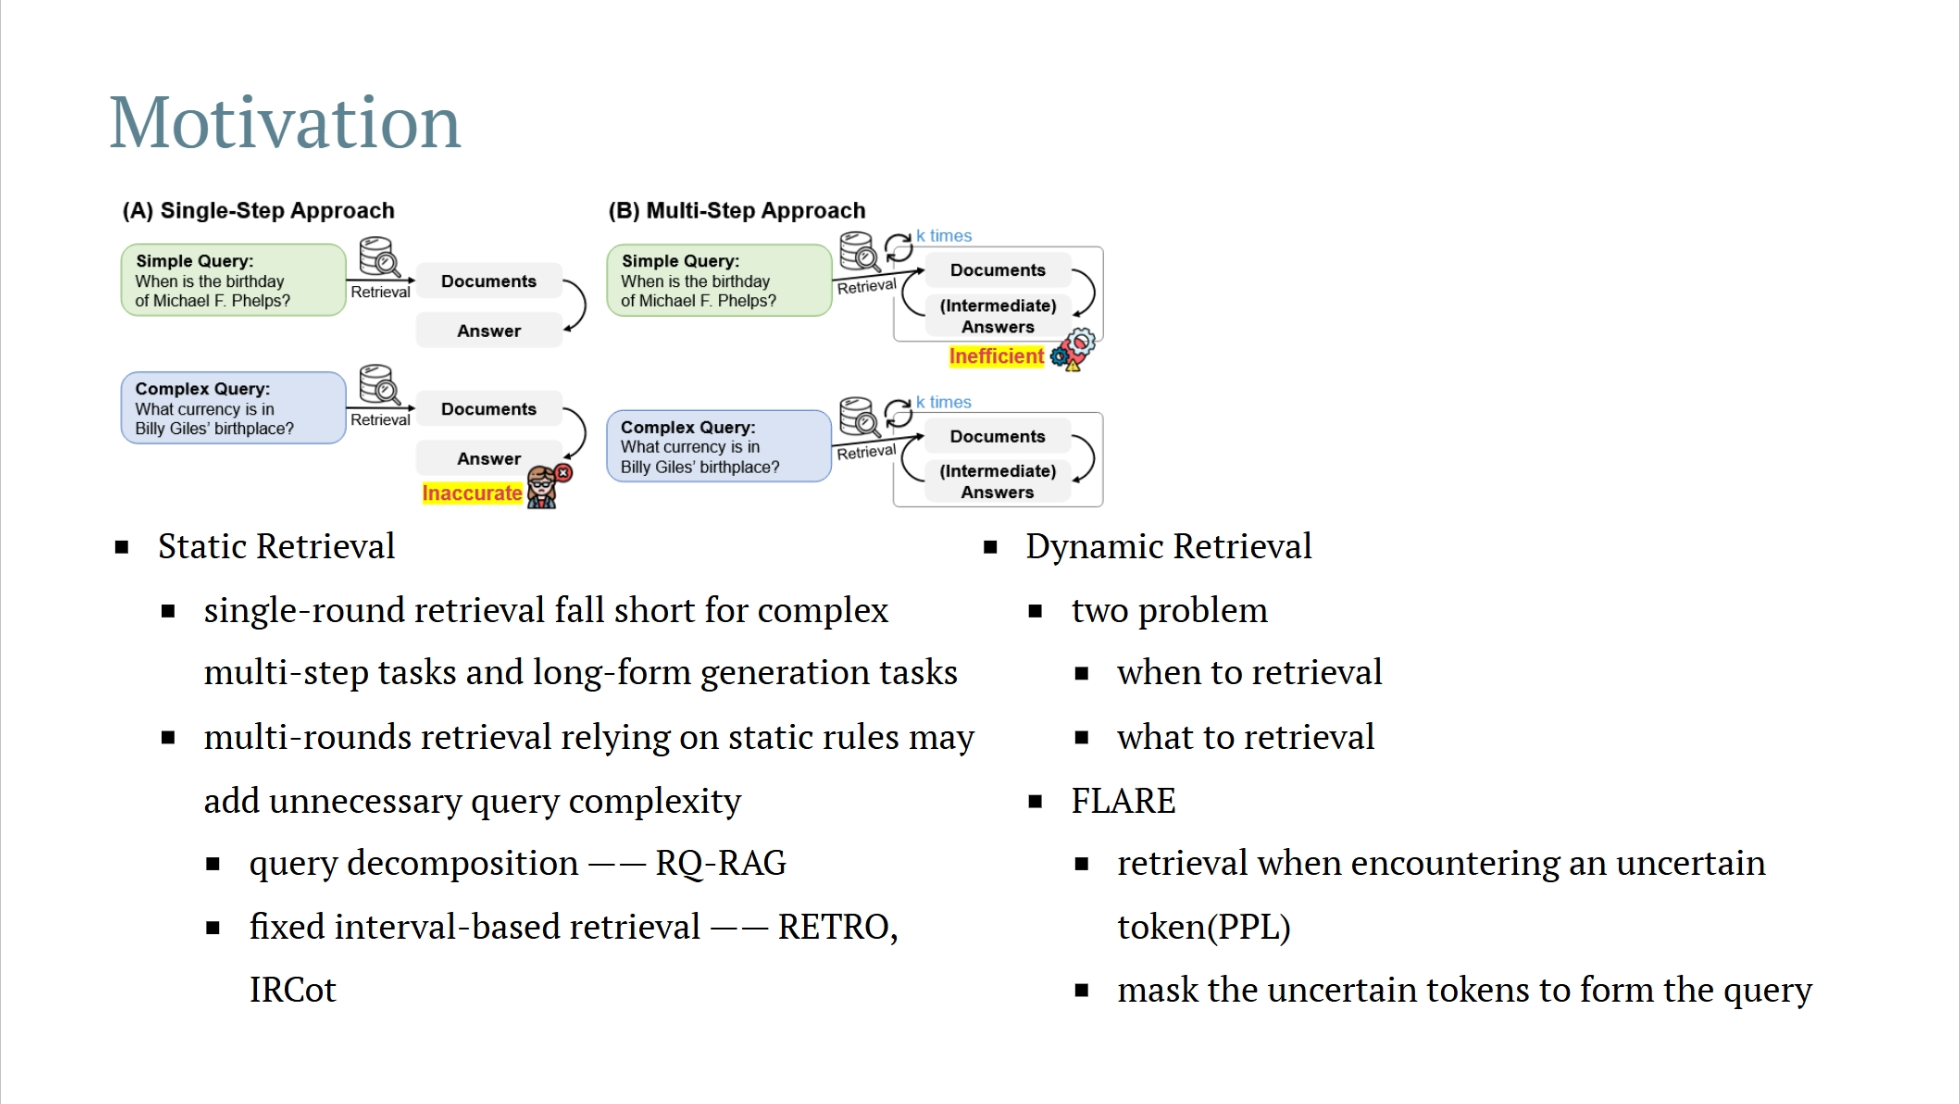 Motivation
(A) Single-Step Approach
Simple Query:
When is the birthday
of Michael F. Phelps?
Retrieval
Documents
Answer
Complex Query:
What currency is in
Billy Giles' birthplace?
Retrieval
Documents
Answer
Inaccurate
(B) Multi-Step Approach
Simple Query:
When is the birthday
of Michael F. Phelps?
Retrieval
k times
Documents
(Intermediate)
Answers
Inefficient
Complex Query:
What currency is in
Billy Giles' birthplace?
Retrieval
k times
Documents
(Intermediate)
Answers
Static Retrieval
single-round retrieval fall short for complex
multi-step tasks and long-form generation tasks
multi-rounds retrieval relying on static rules may
add unnecessary query complexity
query decomposition —— RQ-RAG
fixed interval-based retrieval —— RETRO,
IRCot
Dynamic Retrieval
two problem
when to retrieval
what to retrieval
FLARE
retrieval when encountering an uncertain
token(PPL)
mask the uncertain tokens to form the query